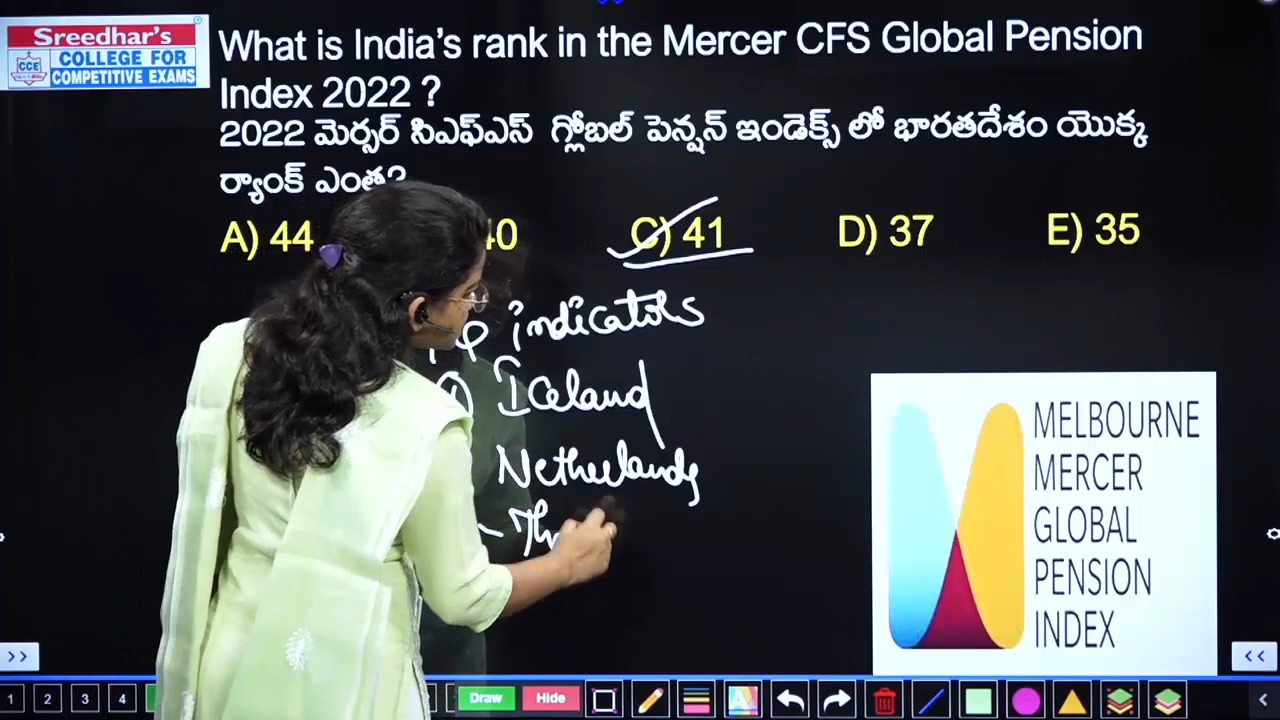 Sreedhar's
CCE
COLLEGE FOR
COMPETITIVE EXAMS
What is India's rank in the Mercer CFS Global Pension
Index 2022 ?
2022 మెర్సర్ సిఎఫ్ఎస్ గ్లోబల్ పెన్షన్ ఇండెక్స్ లో భారతదేశం యొక్క
ర్యాంక్ ఎంత?
A) 44 40 C) 41 D) 37 E) 35
indicators
Iceland
Netherlands
MELBOURNE
MERCER
GLOBAL
PENSION
INDEX
>> <<
1 2 3 4 Draw Hide